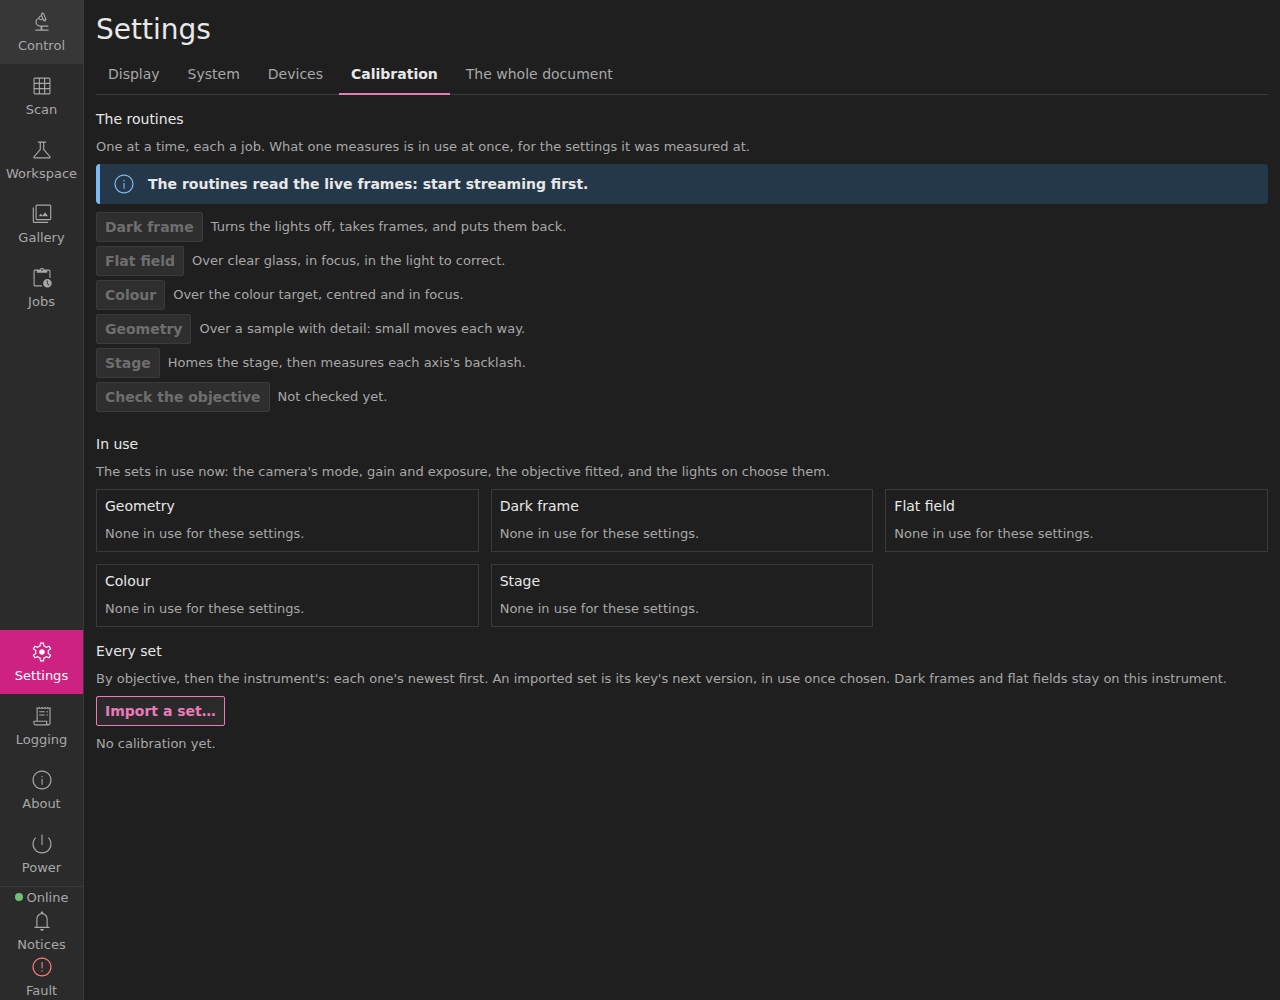 Control
Scan
Workspace
Gallery
Jobs
Settings
Logging
About
Power
Online
Notices
Fault
Settings
Display System Devices Calibration The whole document
The routines
One at a time, each a job. What one measures is in use at once, for the settings it was measured at.
The routines read the live frames: start streaming first.
Dark frame Turns the lights off, takes frames, and puts them back.
Flat field Over clear glass, in focus, in the light to correct.
Colour Over the colour target, centred and in focus.
Geometry Over a sample with detail: small moves each way.
Stage Homes the stage, then measures each axis's backlash.
Check the objective Not checked yet.
In use
The sets in use now: the camera's mode, gain and exposure, the objective fitted, and the lights on choose them.
Geometry
None in use for these settings.
Dark frame
None in use for these settings.
Flat field
None in use for these settings.
Colour
None in use for these settings.
Stage
None in use for these settings.
Every set
By objective, then the instrument's: each one's newest first. An imported set is its key's next version, in use once chosen. Dark frames and flat fields stay on this instrument.
Import a set...
No calibration yet.